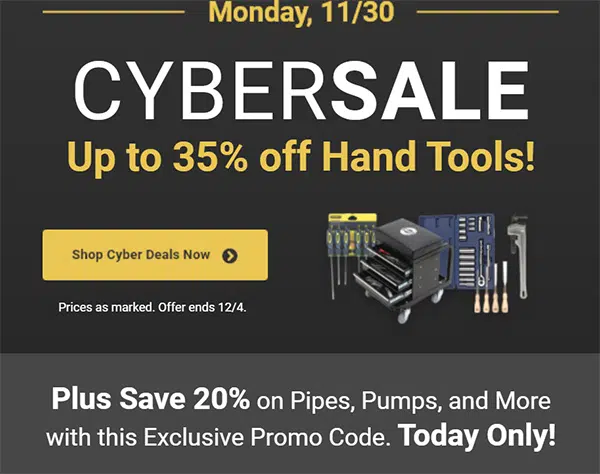 Monday, 11/30
CYBERSALE
Up to 35% off Hand Tools!
Shop Cyber Deals Now
Prices as marked. Offer ends 12/4.
Plus Save 20% on Pipes, Pumps, and More
with this Exclusive Promo Code. Today Only!